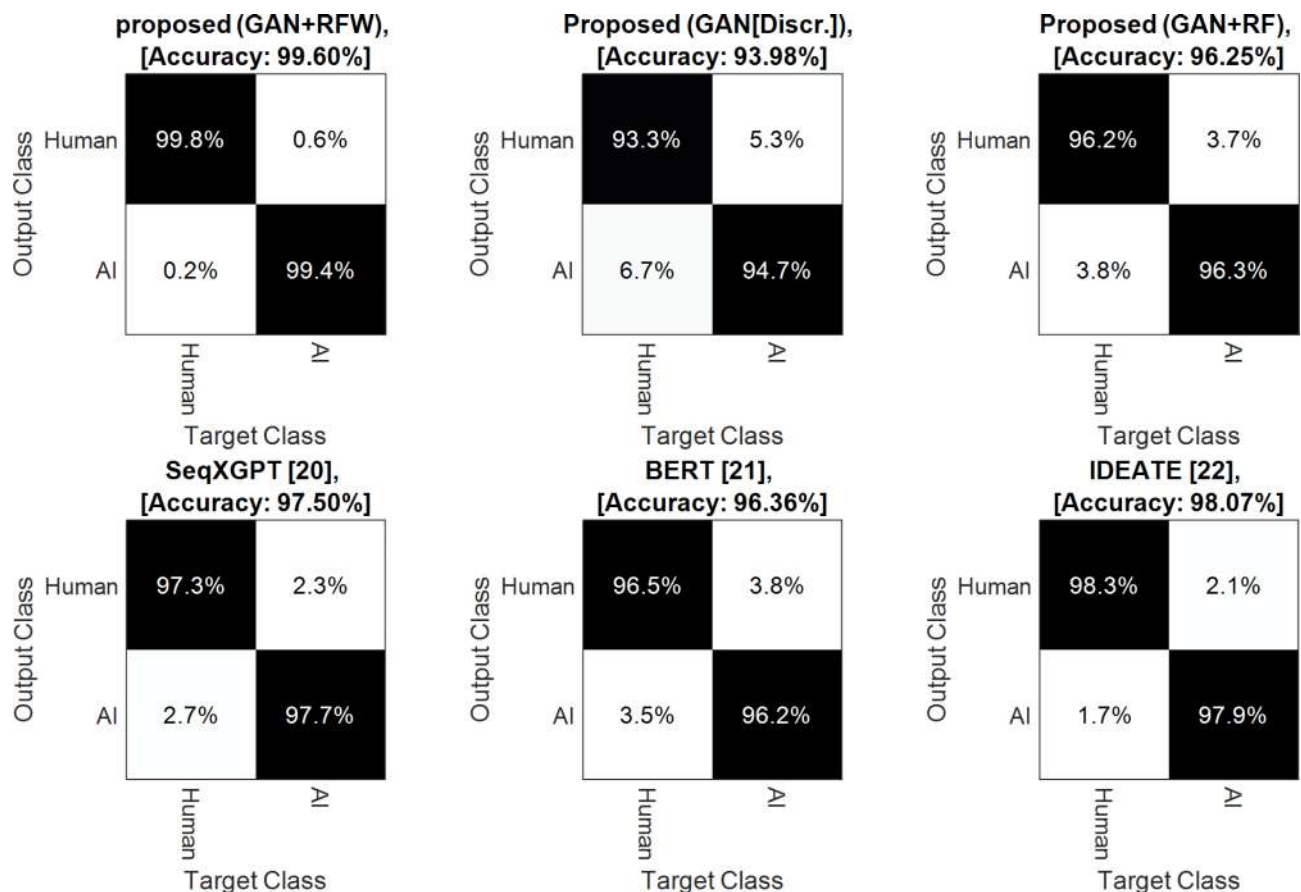 proposed (GAN+RFW),
[Accuracy: 99.60%]
Output Class
Human
99.8%
0.6%
AI
0.2%
99.4%
Human
AI
Target Class
Proposed (GAN[Discr.]),
[Accuracy: 93.98%]
Output Class
Human
93.3%
5.3%
AI
6.7%
94.7%
Human
AI
Target Class
Proposed (GAN+RF),
[Accuracy: 96.25%]
Output Class
Human
96.2%
3.7%
AI
3.8%
96.3%
Human
AI
Target Class
SeqXGPT [20],
[Accuracy: 97.50%]
Output Class
Human
97.3%
2.3%
AI
2.7%
97.7%
Human
AI
Target Class
BERT [21],
[Accuracy: 96.36%]
Output Class
Human
96.5%
3.8%
AI
3.5%
96.2%
Human
AI
Target Class
IDEATE [22],
[Accuracy: 98.07%]
Output Class
Human
98.3%
2.1%
AI
1.7%
97.9%
Human
AI
Target Class